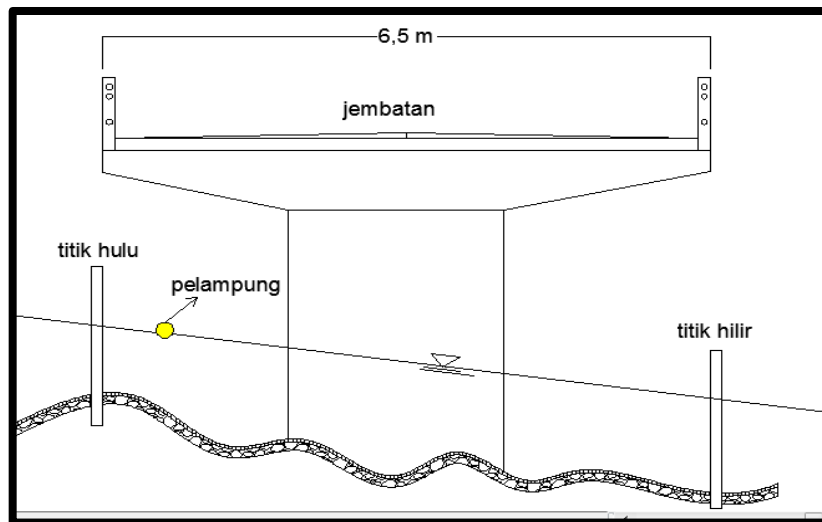 6,5 m
jembatan
titik hulu
pelampung
titik hilir